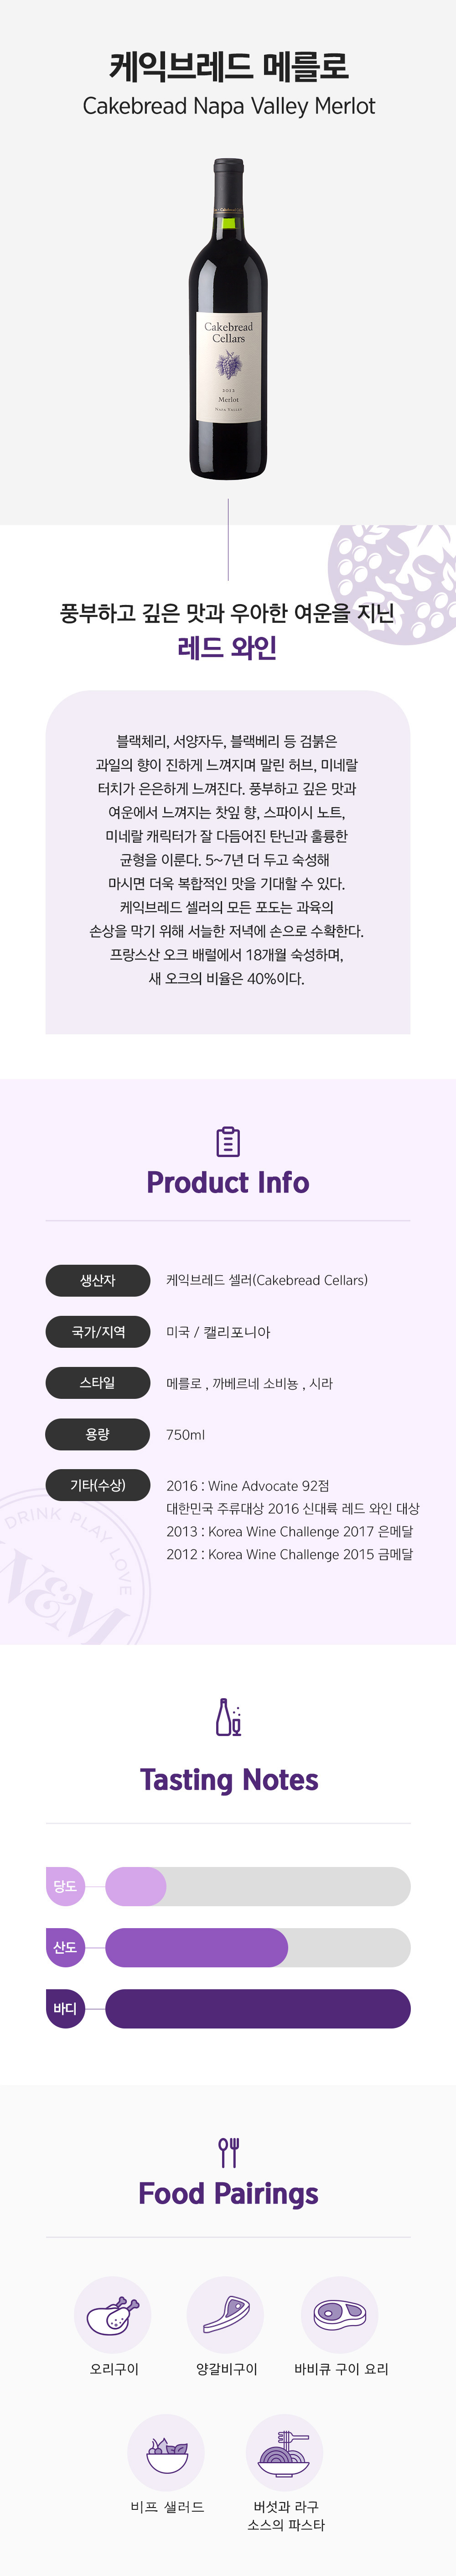 케익브레드 메를로
Cakebread Napa Valley Merlot
Cakebread
Cellars
Merlot
Napa Valley
풍부하고 깊은 맛과 우아한 여운을 지닌
레드 와인
블랙체리, 서양자두, 블랙베리 등 검붉은
과일의 향이 진하게 느껴지며 말린 허브, 미네랄
터치가 은은하게 느껴진다. 풍부하고 깊은 맛과
여운에서 느껴지는 찻잎 향, 스파이시 노트,
미네랄 캐릭터가 잘 다듬어진 탄닌과 훌륭한
균형을 이룬다. 5~7년 더 두고 숙성해
마시면 더욱 복합적인 맛을 기대할 수 있다.
케익브레드 셀러의 모든 포도는 과육의
손상을 막기 위해 서늘한 저녁에 손으로 수확한다.
프랑스산 오크 배럴에서 18개월 숙성하며,
새 오크의 비율은 40%이다.
Product Info
생산자 케익브레드 셀러(Cakebread Cellars)
국가/지역 미국 / 캘리포니아
스타일 메를로 , 까베르네 소비뇽 , 시라
용량 750ml
기타(수상) 2016 : Wine Advocate 92점
대한민국 주류대상 2016 신대륙 레드 와인 대상
2013 : Korea Wine Challenge 2017 은메달
2012 : Korea Wine Challenge 2015 금메달
DRINK PLAY LOVE
W&M
Tasting Notes
당도
산도
바디
Food Pairings
오리구이 양갈비구이 바비큐 구이 요리
비프 샐러드 버섯과 라구
소스의 파스타